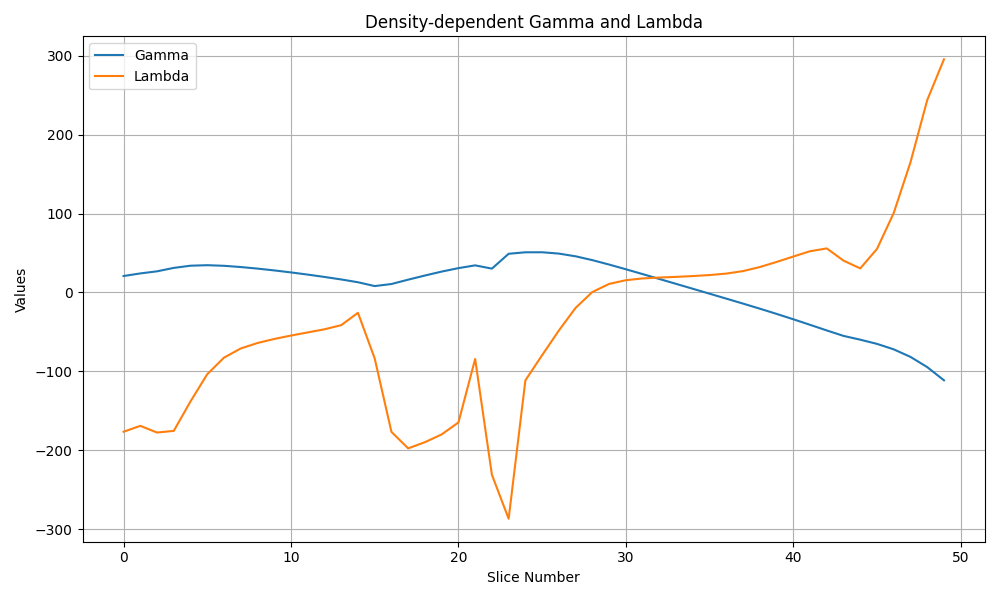 Density-dependent Gamma and Lambda
Gamma
Lambda
Values
300
200
100
0
−100
−200
−300
0 10 20 30 40 50
Slice Number